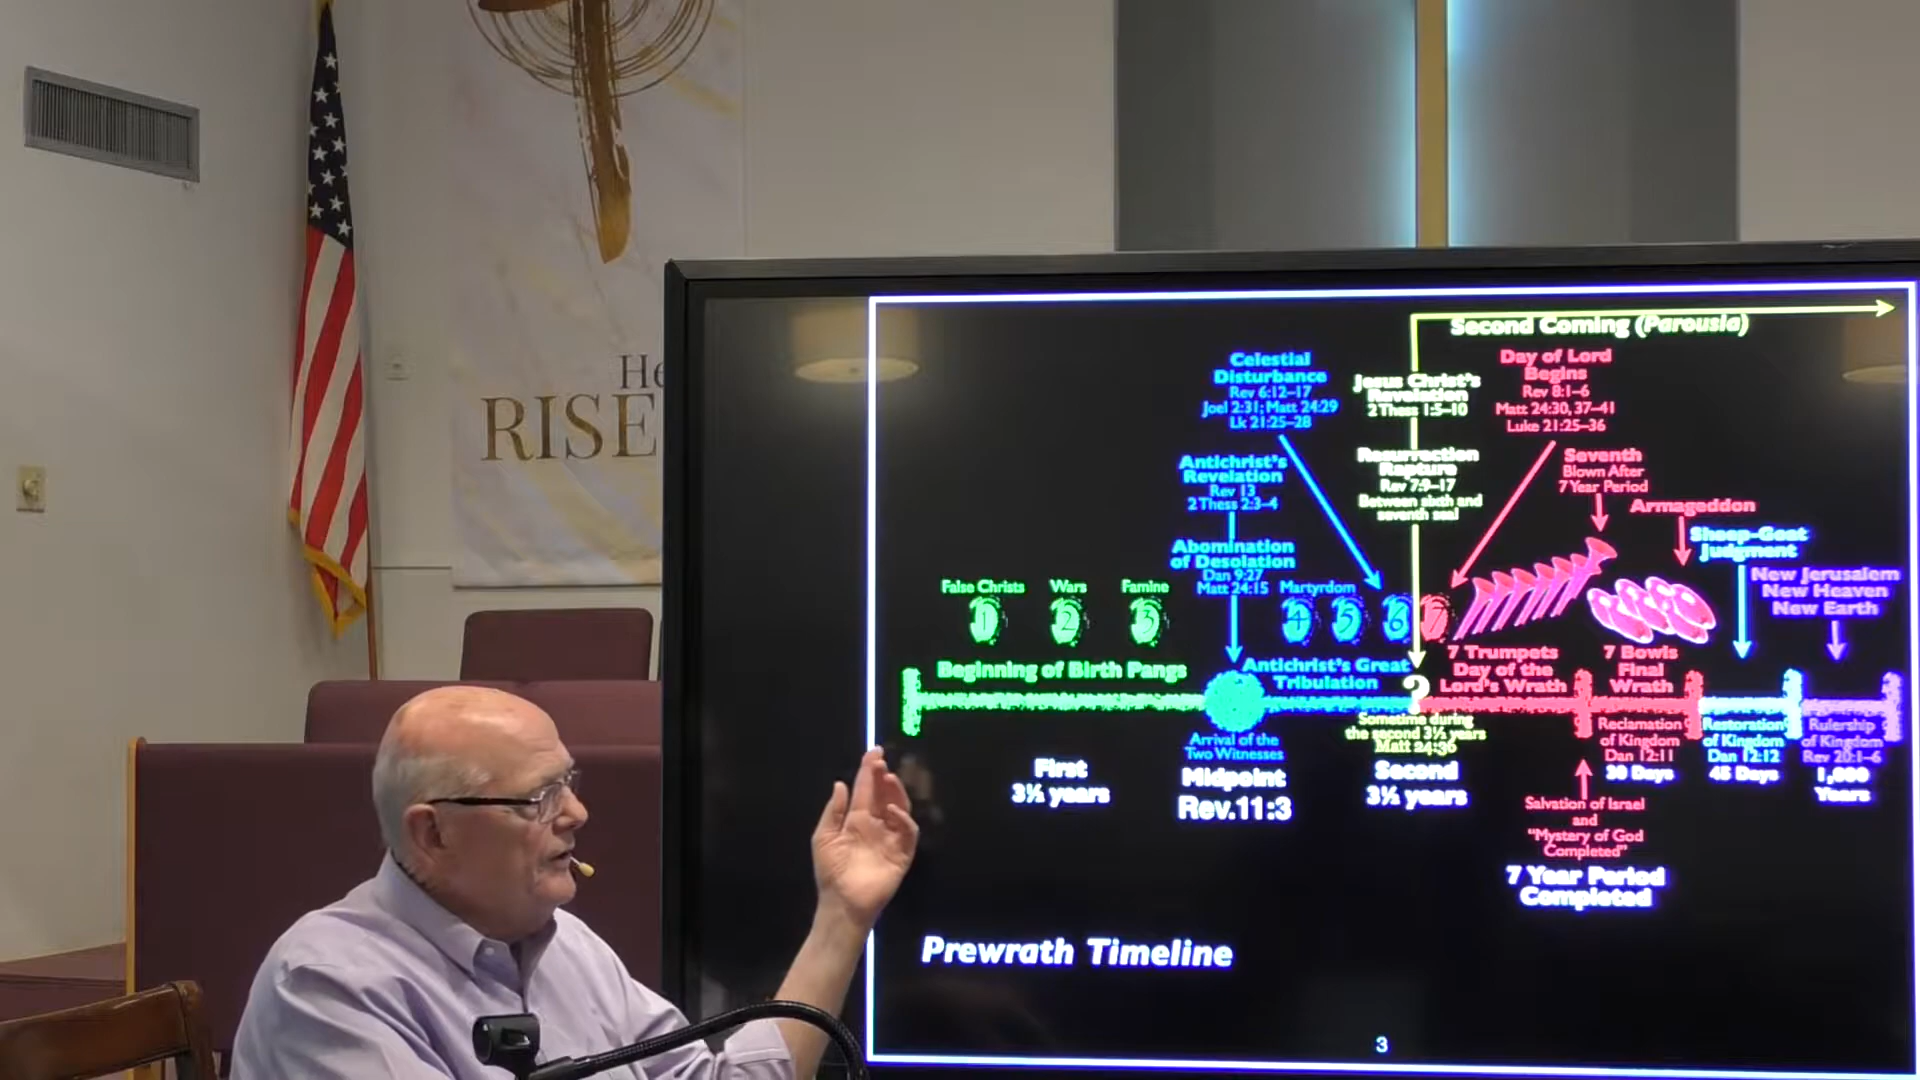 He
RISE
Second Coming (Parousia)
Celestial
Disturbance
Rev 6:12–17
Joel 2:31; Matt 24:29
Lk 21:25–28
Jesus Christ's
Revelation
2 Thess 1:5–10
Day of Lord
Begins
Rev 8:1–6
Matt 24:30, 37–41
Luke 21:25–36
Antichrist's
Revelation
Rev 13
2 Thess 2:3–4
Resurrection
Rapture
Rev 7:9–17
Between sixth and
seventh seal
Seventh
Blown After
7 Year Period
Armageddon
Sheep-Goat
Judgment
New Jerusalem
New Heaven
New Earth
Abomination
of Desolation
Dan 9:27
Matt 24:15
False Christs
Wars
Famine
Martyrdom
1
2
3
4
5
6
7
Beginning of Birth Pangs
Antichrist's Great
Tribulation
?
7 Trumpets
Day of the
Lord's Wrath
7 Bowls
Final
Wrath
Arrival of the
Two Witnesses
Sometime during
the second 3½ years
Matt 24:36
Reclamation
of Kingdom
Dan 12:11
30 Days
Restoration
of Kingdom
Dan 12:12
45 Days
Rulership
of Kingdom
Rev 20:1–6
1,000
Years
First
3½ years
Midpoint
Rev.11:3
Second
3½ years
Salvation of Israel
and
"Mystery of God
Completed"
7 Year Period
Completed
Prewrath Timeline
3